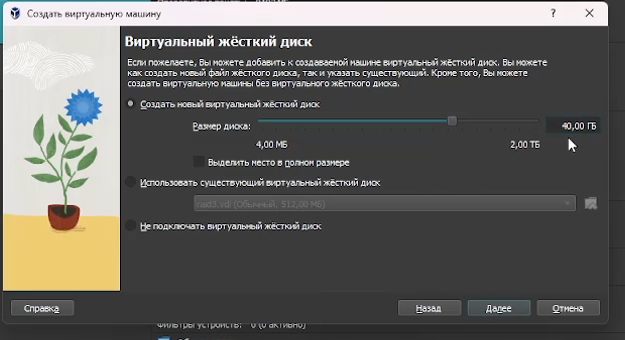 Создать виртуальную машину
?
Виртуальный жёсткий диск
Если пожелаете, Вы можете добавить к создаваемой машине виртуальный жёсткий диск. Вы можете
как создать новый файл жёсткого диска, так и указать существующий. Кроме того, Вы можете
создать виртуальную машину без виртуального жёсткого диска.
Создать новый виртуальный жёсткий диск
Размер диска:
40,00 ГБ
4,00 МБ
2,00 ТБ
Выделить место в полном размере
Использовать существующий виртуальный жёсткий диск
raid3.vdi (Обычный, 512,00 МБ)
Не подключать виртуальный жёсткий диск
Справка
Назад
Далее
Отмена
Фильтры устройств: 0 (0 активно)